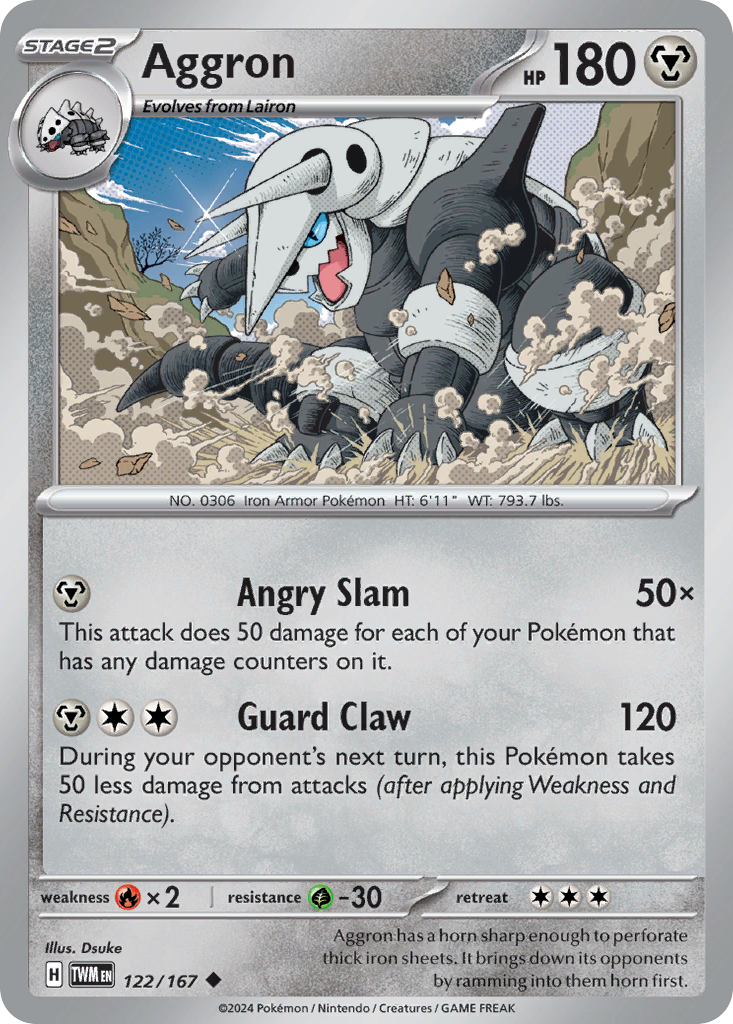 STAGE2
Aggron
HP 180
Evolves from Lairon
NO. 0306 Iron Armor Pokémon HT: 6'11" WT: 793.7 lbs.
Angry Slam 50×
This attack does 50 damage for each of your Pokémon that
has any damage counters on it.
Guard Claw 120
During your opponent's next turn, this Pokémon takes
50 less damage from attacks (after applying Weakness and
Resistance).
weakness ×2 resistance -30 retreat
Illus. Dsuke
Aggron has a horn sharp enough to perforate
thick iron sheets. It brings down its opponents
by ramming into them horn first.
H TWM EN 122/167
©2024 Pokémon / Nintendo / Creatures / GAME FREAK